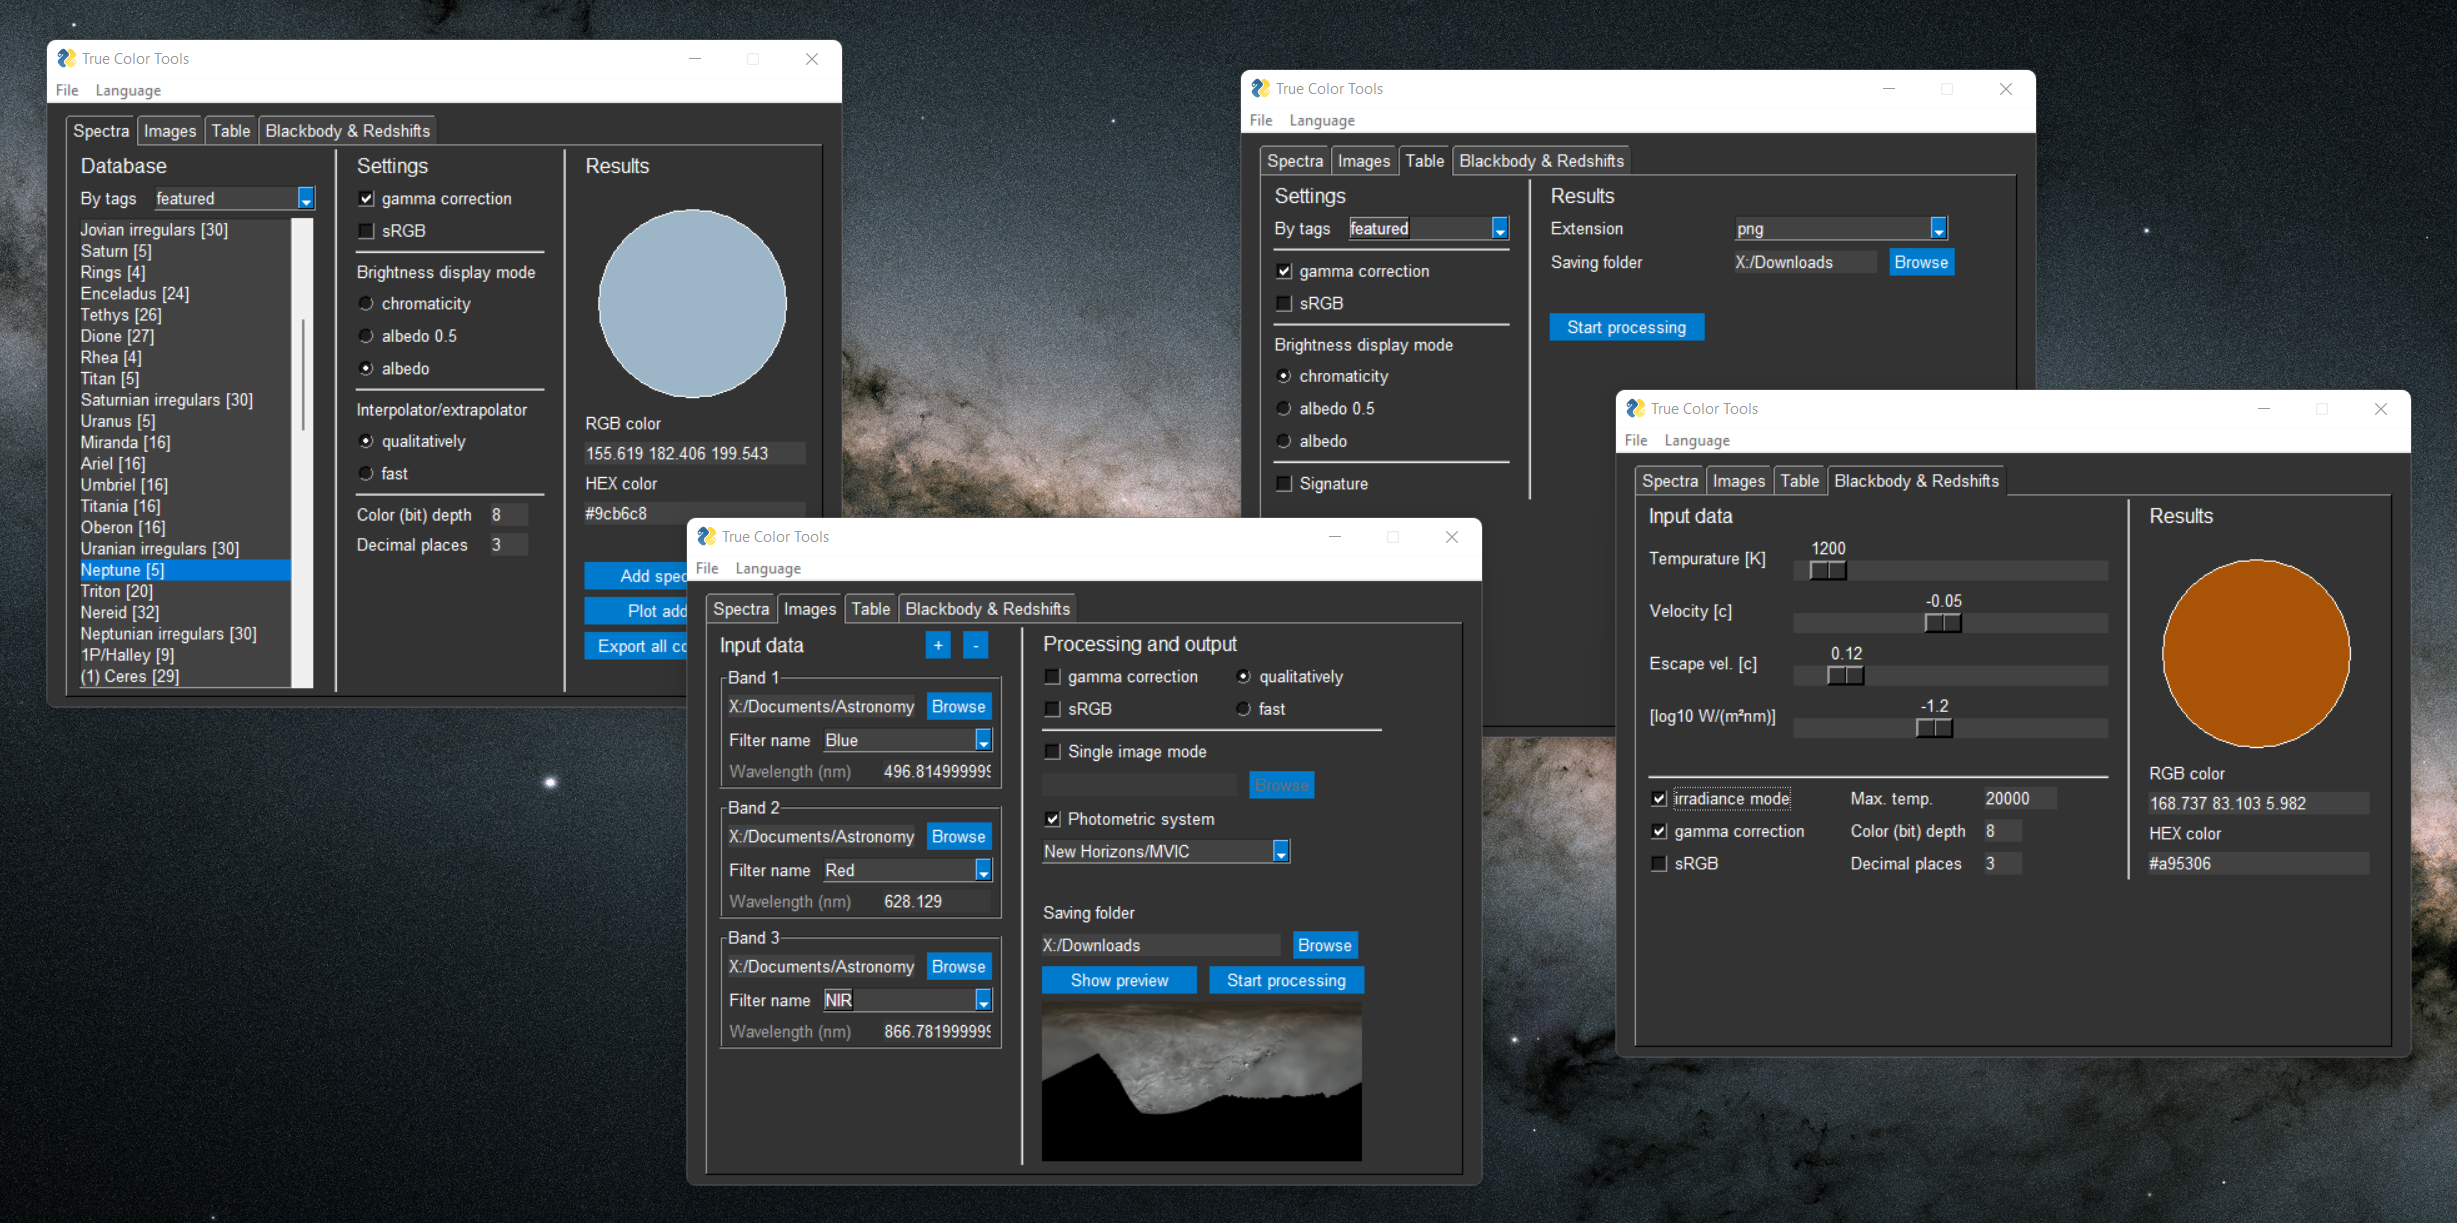 True Color Tools
File Language
Spectra Images Table Blackbody & Redshifts
Database
By tags featured
Jovian irregulars [30]
Saturn [5]
Rings [4]
Enceladus [24]
Tethys [26]
Dione [27]
Rhea [4]
Titan [5]
Saturnian irregulars [30]
Uranus [5]
Miranda [16]
Ariel [16]
Umbriel [16]
Titania [16]
Oberon [16]
Uranian irregulars [30]
Neptune [5]
Triton [20]
Nereid [32]
Neptunian irregulars [30]
1P/Halley [9]
(1) Ceres [29]
Settings
gamma correction
sRGB
Brightness display mode
chromaticity
albedo 0.5
albedo
Interpolator/extrapolator
qualitatively
fast
Color (bit) depth 8
Decimal places 3
Results
RGB color
155.619 182.406 199.543
HEX color
#9cb6c8
Add spec
Plot add
Export all co
True Color Tools
File Language
Spectra Images Table Blackbody & Redshifts
Settings
By tags featured
gamma correction
sRGB
Brightness display mode
chromaticity
albedo 0.5
albedo
Signature
Results
Extension png
Saving folder X:/Downloads Browse
Start processing
True Color Tools
File Language
Spectra Images Table Blackbody & Redshifts
Input data + -
Band 1
X:/Documents/Astronomy Browse
Filter name Blue
Wavelength (nm) 496.814999999
Band 2
X:/Documents/Astronomy Browse
Filter name Red
Wavelength (nm) 628.129
Band 3
X:/Documents/Astronomy Browse
Filter name NIR
Wavelength (nm) 866.781999999
Processing and output
gamma correction qualitatively
sRGB fast
Single image mode
Browse
Photometric system
New Horizons/MVIC
Saving folder
X:/Downloads Browse
Show preview Start processing
True Color Tools
File Language
Spectra Images Table Blackbody & Redshifts
Input data
1200
Tempurature [K]
-0.05
Velocity [c]
0.12
Escape vel. [c]
-1.2
[log10 W/(m²nm)]
irradiance mode Max. temp. 20000
gamma correction Color (bit) depth 8
sRGB Decimal places 3
Results
RGB color
168.737 83.103 5.982
HEX color
#a95306